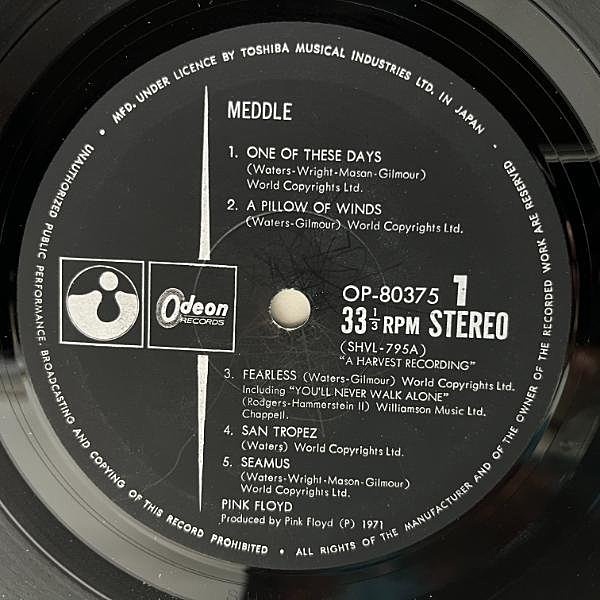 MFD. UNDER LICENCE BY TOSHIBA MUSICAL INDUSTRIES LTD. IN JAPAN
MEDDLE
1. ONE OF THESE DAYS
(Waters-Wright-Masan-Gilmour)
World Copyrights Ltd.
2. A PILLOW OF WINDS
(Waters-Gilmour) World Copyrights Ltd.
Odeon
RECORDS
OP-80375 1
33 1/3 RPM STEREO
(SHVL-795A)
"A HARVEST RECORDING"
3. FEARLESS (Waters-Gilmour) World Copyrights Ltd.
Including "YOU'LL NEVER WALK ALONE"
(Rodgers-Hammerstein II) Williamson Music Ltd.
Chappell.
4. SAN TROPEZ
(Waters) World Copyrights Ltd.
5. SEAMUS
(Waters-Wright-Mason-Gilmour)
World Copyrights Ltd.
PINK FLOYD
Produced by Pink Floyd (P) 1971
UNAUTHORIZED PUBLIC PERFORMANCE, BROADCASTING AND COPYING OF THIS RECORD PROHIBITED • ALL RIGHTS OF THE MANUFACTURER AND OF THE OWNER OF THE RECORDED WORK ARE RESERVED